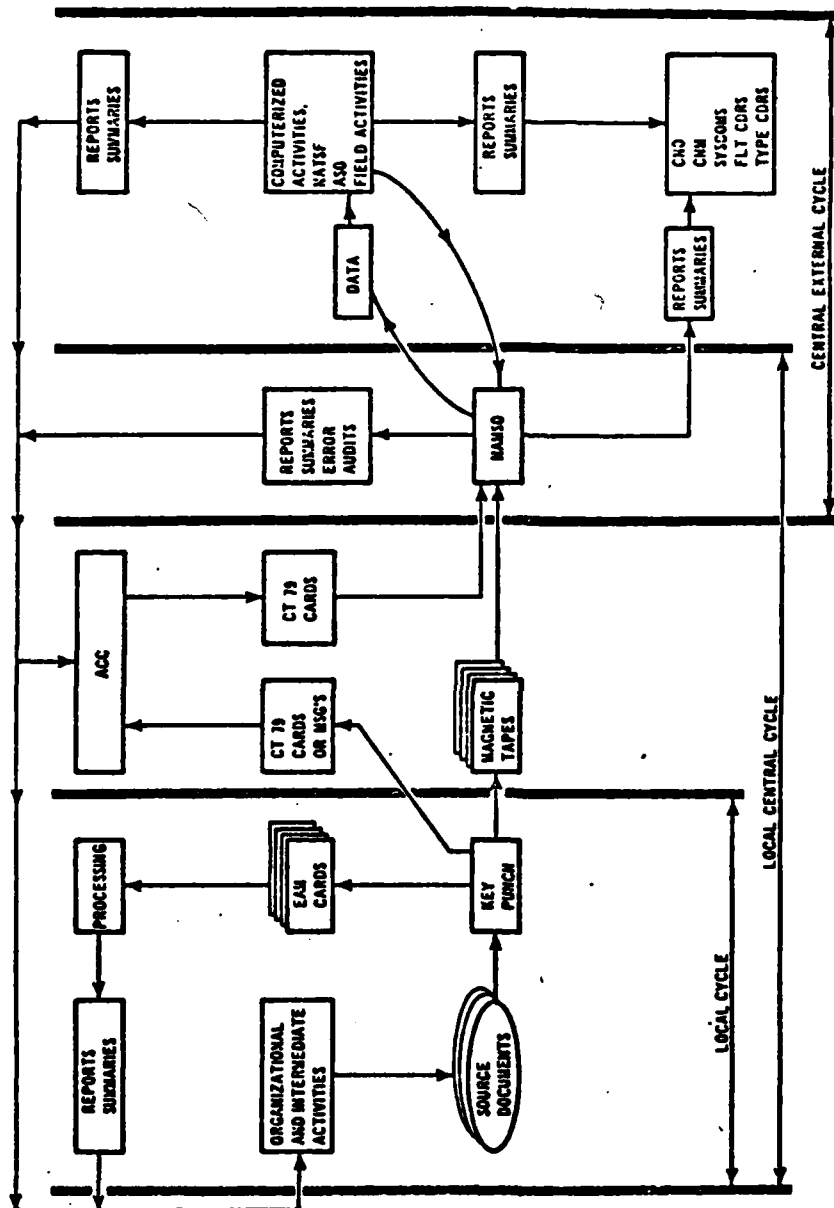 REPORTS
SUMMARIES
PROCESSING
ACC
REPORTS
SUMMARIES
ORGANIZATIONAL
AND INTERMEDIATE
ACTIVITIES
EAM
CARDS
CT 79
CARDS
OR MSG'S
CT 79
CARDS
REPORTS
SUMMARIES
ERROR
AUDITS
DATA
COMPUTERIZED
ACTIVITIES,
NATSF
ASO
FIELD ACTIVITIES
SOURCE
DOCUMENTS
KEY
PUNCH
MAGNETIC
TAPES
NAMSO
REPORTS
SUMMARIES
REPORTS
SUMMARIES
CNO
CNM
SYSCOMS
FLT CDRS
TYPE CDRS
LOCAL CYCLE
LOCAL CENTRAL CYCLE
CENTRAL EXTERNAL CYCLE